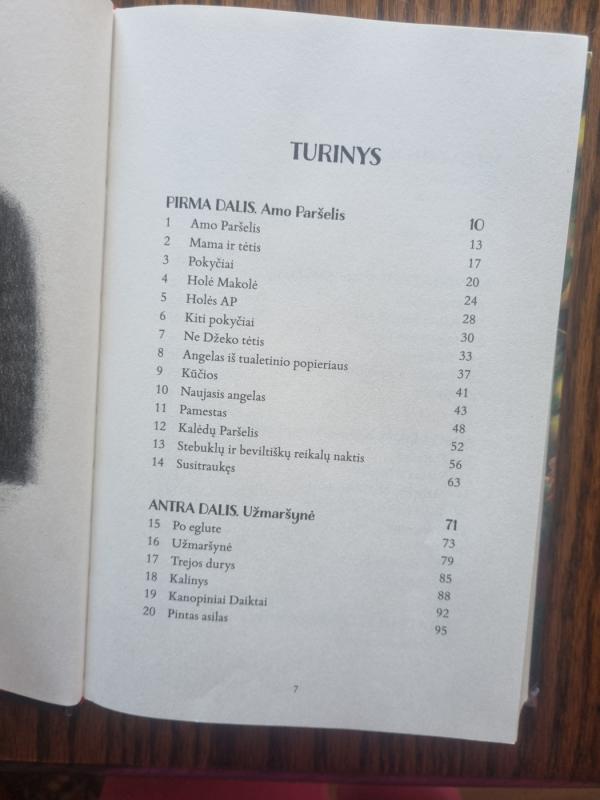 TURINYS
PIRMA DALIS. Amo Paršelis 10
1 Amo Paršelis 13
2 Mama ir tėtis 17
3 Pokyčiai 20
4 Holė Makolė 24
5 Holės AP 28
6 Kiti pokyčiai 30
7 Ne Džeko tėtis 33
8 Angelas iš tualetinio popieriaus 37
9 Kūčios 41
10 Naujasis angelas 43
11 Pamestas 48
12 Kalėdų Paršelis 52
13 Stebuklų ir beviltiškų reikalų naktis 56
14 Susitraukęs 63
ANTRA DALIS. Užmaršynė 71
15 Po eglute 73
16 Užmaršynė 79
17 Trejos durys 85
18 Kalinys 88
19 Kanopiniai Daiktai 92
20 Pintas asilas 95
7